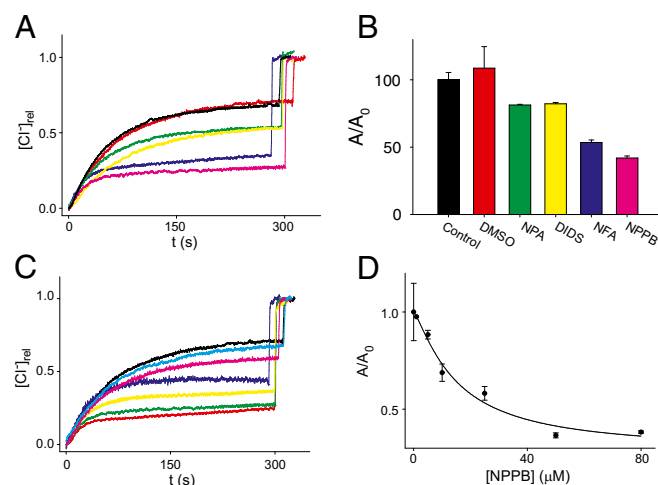 A
[Cl⁻]rel
1.0
0.5
0.0
0
150
300
t (s)
B
A/A₀
100
50
0
Control
DMSO
NPA
DIDS
NFA
NPPB
C
[Cl⁻]rel
1.0
0.5
0.0
0
150
300
t (s)
D
A/A₀
1.0
0.5
0
40
80
[NPPB] (μM)